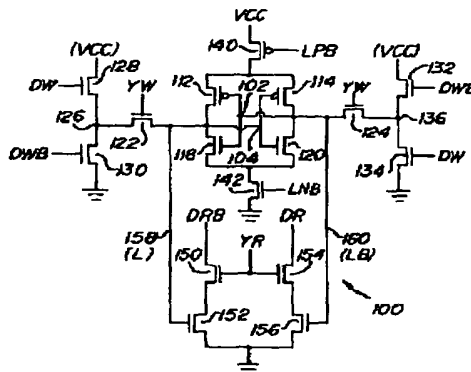 VCC
140
LPB
(VCC)
(VCC)
128
112
102
114
132
DW
YW
YW
DWB
126
136
122
124
DWB
118
104
120
DW
130
134
142
LNB
158
(L)
DRB
DR
160
(LB)
150
YR
154
100
152
156